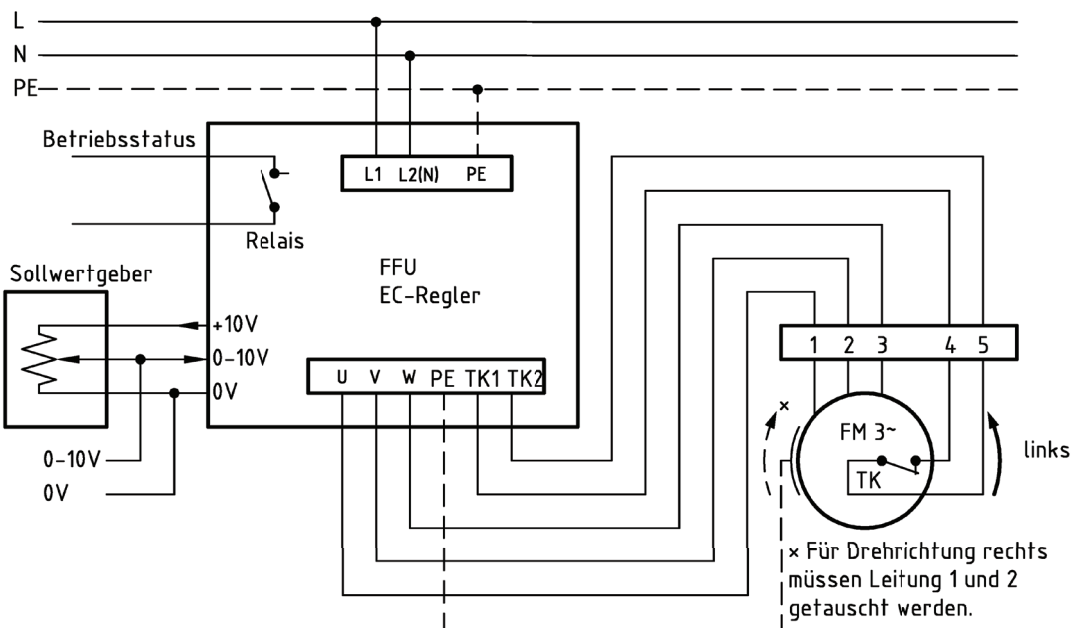 L
N
PE
Betriebsstatus
L1 L2(N) PE
Relais
Sollwertgeber
FFU
EC-Regler
+10V
0-10V
0V
U V W PE TK1 TK2
1 2 3 4 5
×
FM 3~
TK
links
0-10V
0V
× Für Drehrichtung rechts
müssen Leitung 1 und 2
getauscht werden.